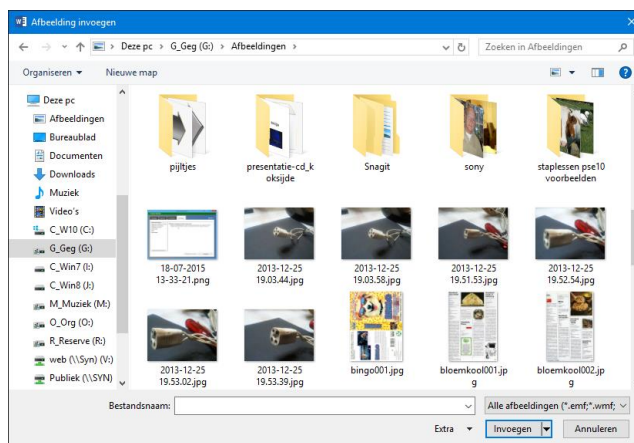 Afbeelding invoegen
Deze pc › G_Geg (G:) › Afbeeldingen ›
Zoeken in Afbeeldingen
Organiseren
Nieuwe map
Deze pc
Afbeeldingen
Bureaublad
Documenten
Downloads
Muziek
Video's
C_W10 (C:)
G_Geg (G:)
C_Win7 (I:)
C_Win8 (J:)
M_Muziek (M:)
O_Org (O:)
R_Reserve (R:)
web (\\Syn) (V:)
Publiek (\\SYN)
pijltjes
presentatie-cd_k
oksijde
Snagit
sony
staplessen pse10
voorbeelden
18-07-2015
13-33-21.png
2013-12-25
19.03.44.jpg
2013-12-25
19.03.58.jpg
2013-12-25
19.51.53.jpg
2013-12-25
19.52.54.jpg
2013-12-25
19.53.02.jpg
2013-12-25
19.53.39.jpg
bingo001.jpg
bloemkool001.jp
g
bloemkool002.jp
g
Bestandsnaam:
Alle afbeeldingen (*.emf;*.wmf;
Extra
Invoegen
Annuleren